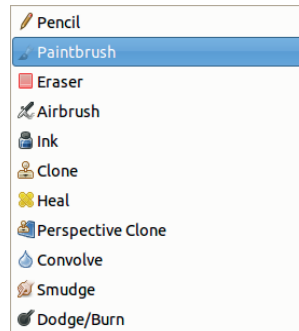 Pencil
Paintbrush
Eraser
Airbrush
Ink
Clone
Heal
Perspective Clone
Convolve
Smudge
Dodge/Burn